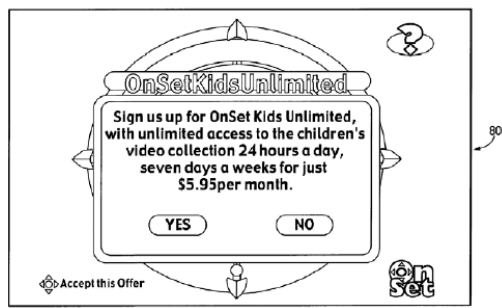 ?
OnSetKidsUnlimited
Sign us up for OnSet Kids Unlimited,
with unlimited access to the children's
video collection 24 hours a day,
seven days a weeks for just
$5.95per month.
YES NO
80
Accept this Offer
On
Set